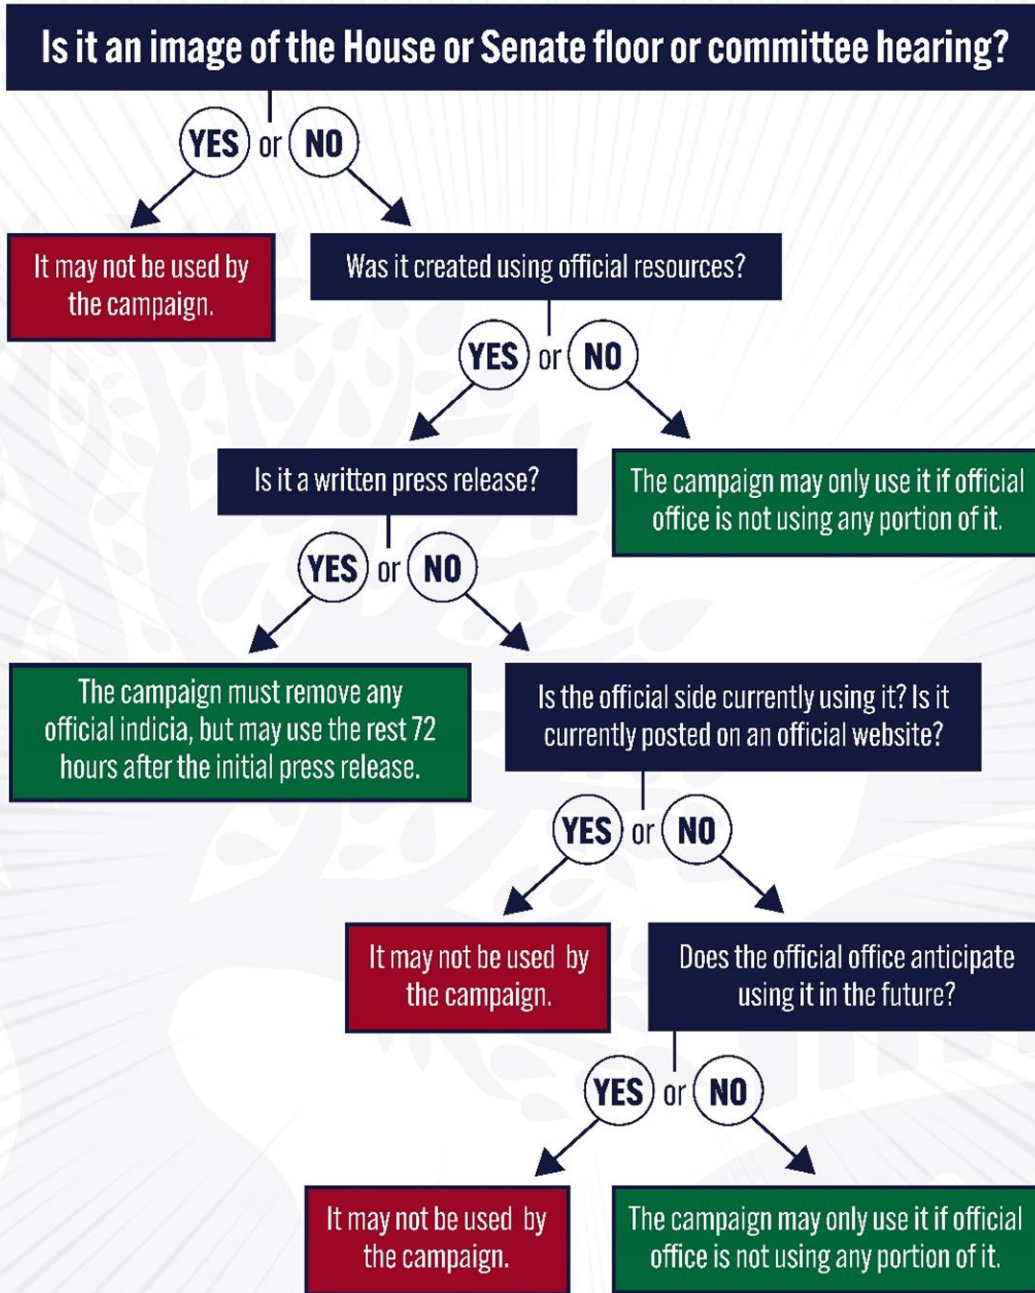 Is it an image of the House or Senate floor or committee hearing?
YES or NO
It may not be used by
the campaign.
Was it created using official resources?
YES or NO
Is it a written press release?
The campaign may only use it if official
office is not using any portion of it.
YES or NO
The campaign must remove any
official indicia, but may use the rest 72
hours after the initial press release.
Is the official side currently using it? Is it
currently posted on an official website?
YES or NO
It may not be used by
the campaign.
Does the official office anticipate
using it in the future?
YES or NO
It may not be used by
the campaign.
The campaign may only use it if official
office is not using any portion of it.